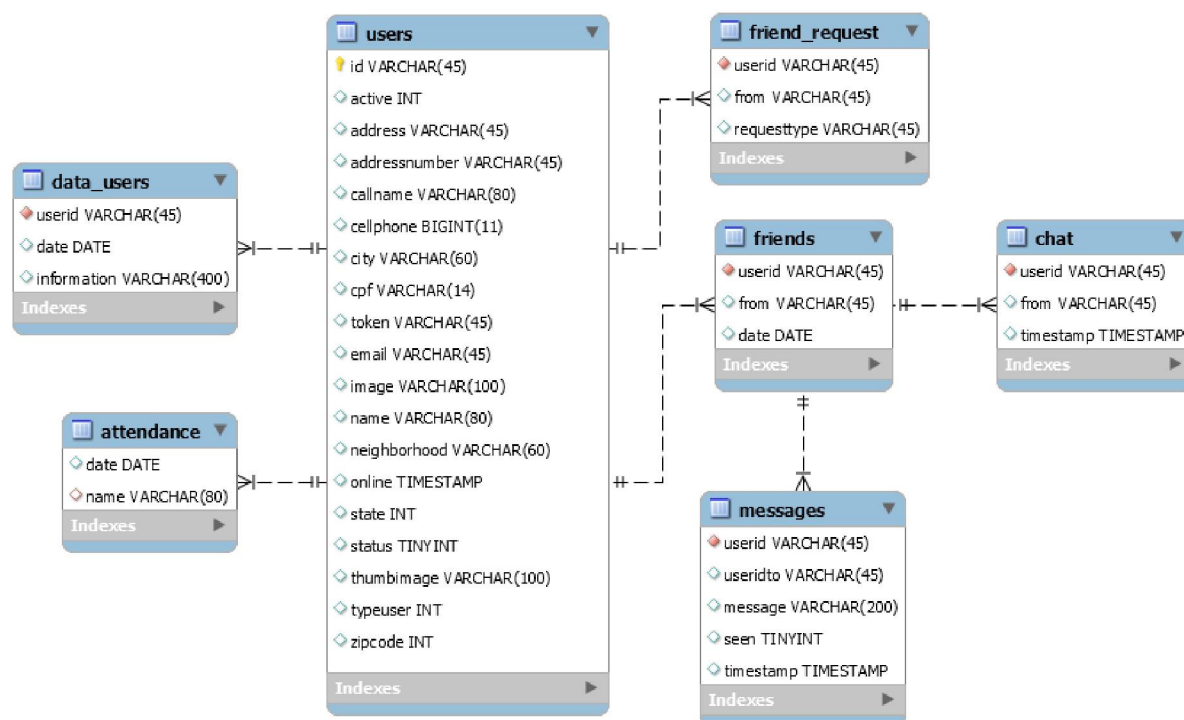 users
id VARCHAR(45)
active INT
address VARCHAR(45)
addressnumber VARCHAR(45)
callname VARCHAR(80)
cellphone BIGINT(11)
city VARCHAR(60)
cpf VARCHAR(14)
token VARCHAR(45)
email VARCHAR(45)
image VARCHAR(100)
name VARCHAR(80)
neighborhood VARCHAR(60)
online TIMESTAMP
state INT
status TINYINT
thumbimage VARCHAR(100)
typeuser INT
zipcode INT
Indexes
friend_request
userid VARCHAR(45)
from VARCHAR(45)
requesttype VARCHAR(45)
Indexes
data_users
userid VARCHAR(45)
date DATE
information VARCHAR(400)
Indexes
friends
userid VARCHAR(45)
from VARCHAR(45)
date DATE
Indexes
chat
userid VARCHAR(45)
from VARCHAR(45)
timestamp TIMESTAMP
Indexes
attendance
date DATE
name VARCHAR(80)
Indexes
messages
userid VARCHAR(45)
useridto VARCHAR(45)
message VARCHAR(200)
seen TINYINT
timestamp TIMESTAMP
Indexes